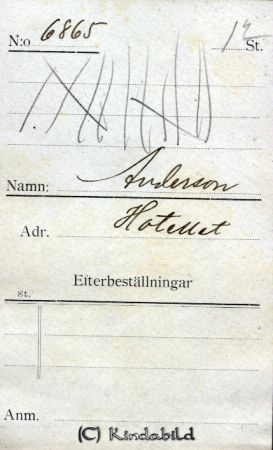 N:o 6865 12 St.
Namn: Anderson
Adr. Hotellet
Efterbeställningar
St.
Anm.
(C) Kindabild